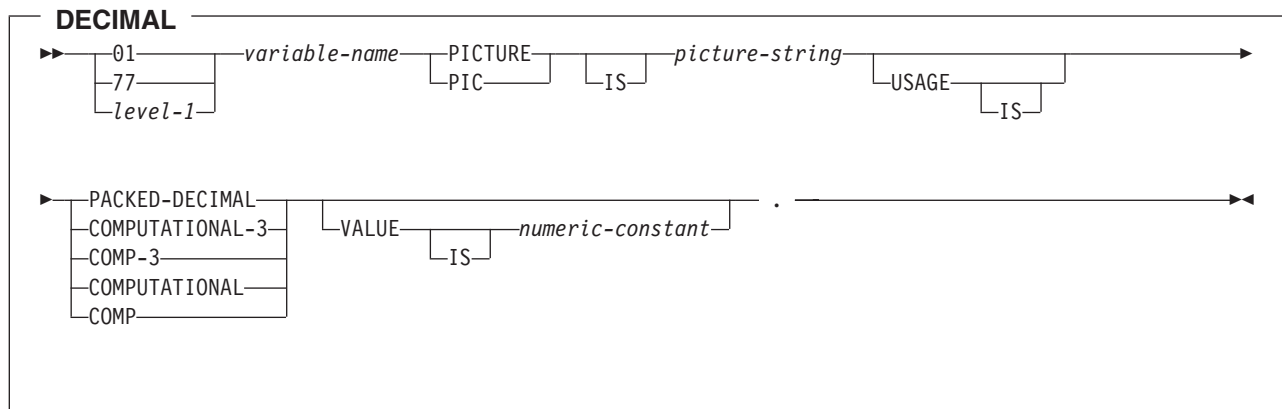 DECIMAL
01 variable-name PICTURE picture-string
77 PIC IS USAGE
level-1 IS
PACKED-DECIMAL .
COMPUTATIONAL-3 VALUE numeric-constant
COMP-3 IS
COMPUTATIONAL
COMP